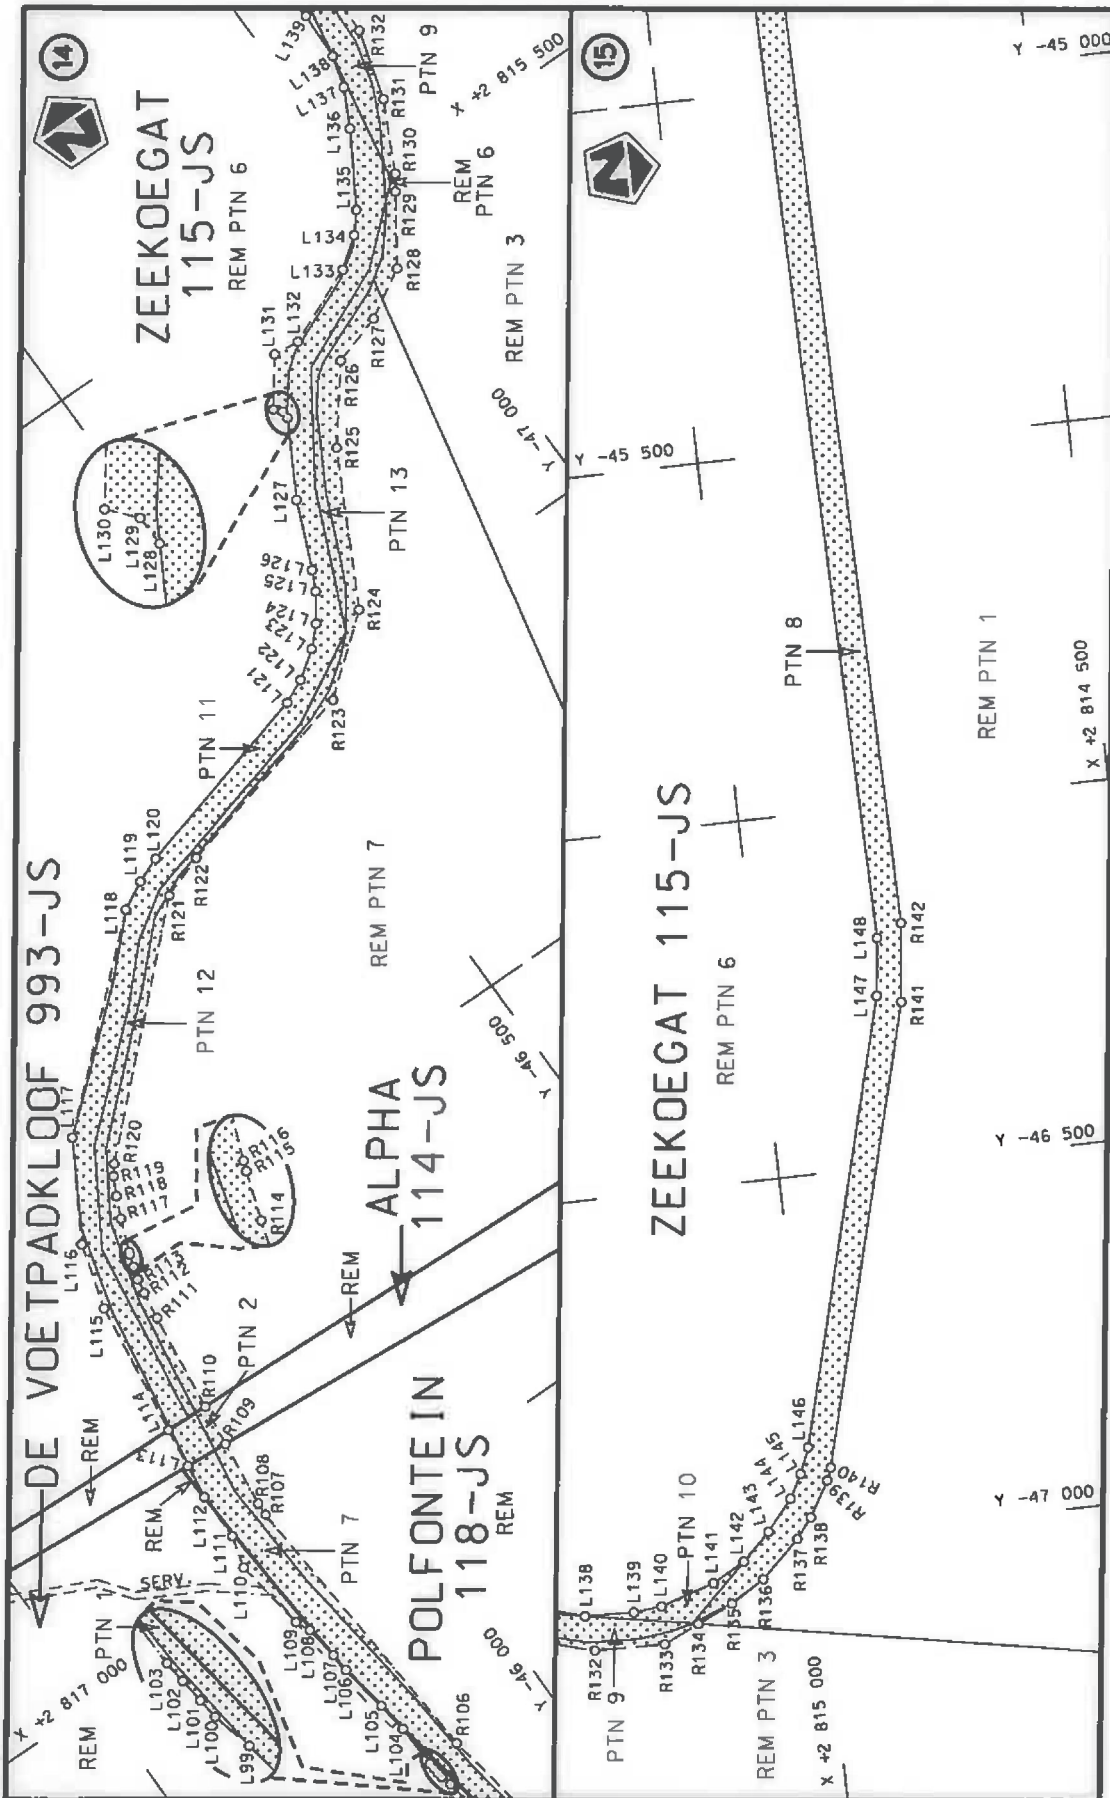 14
DE VOETPADKLOOF 993-JS
ZEEKOEGAT
115-JS
REM PTN 6
ALPHA
114-JS
POLFONTEIN
118-JS
REM
REM
REM
REM
REM
SERV.
PTN 1
PTN 7
PTN 2
PTN 12
PTN 11
PTN 13
PTN 9
REM PTN 7
REM PTN 3
REM
PTN 6
X +2 817 000
Y -46 000
Y -46 500
Y -47 000
X +2 815 500
L99
L100
L101
L102
L103
L104
L105
L106
L107
L108
L109
L110
L111
L112
L113
L11A
L115
L116
L117
L118
L119
L120
L121
L122
L123
L124
L125
L126
L127
L128
L129
L130
L131
L132
L133
L134
L135
L136
L137
L138
L139
R106
R107
R108
R109
R110
R111
R112
R113
R114
R115
R116
R117
R118
R119
R120
R121
R122
R123
R124
R125
R126
R127
R128
R129
R130
R131
R132
15
ZEEKOEGAT 115-JS
REM PTN 6
PTN 8
REM PTN 1
PTN 10
PTN 9
REM PTN 3
X +2 815 000
X +2 814 500
Y -45 000
Y -45 500
Y -46 500
Y -47 000
L138
L139
L140
L141
L142
L143
L14A
L145
L146
L147
L148
R132
R133
R134
R135
R136
R137
R138
R139
R140
R141
R142